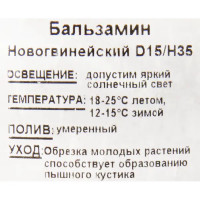 Бальзамин
Новогвинейский D15/H35
ОСВЕЩЕНИЕ: допустим яркий
солнечный свет
ТЕМПЕРАТУРА: 18-25°C летом,
12-15°C зимой
ПОЛИВ: умеренный
УХОД: Обрезка молодых растений
способствует образованию
пышного кустика